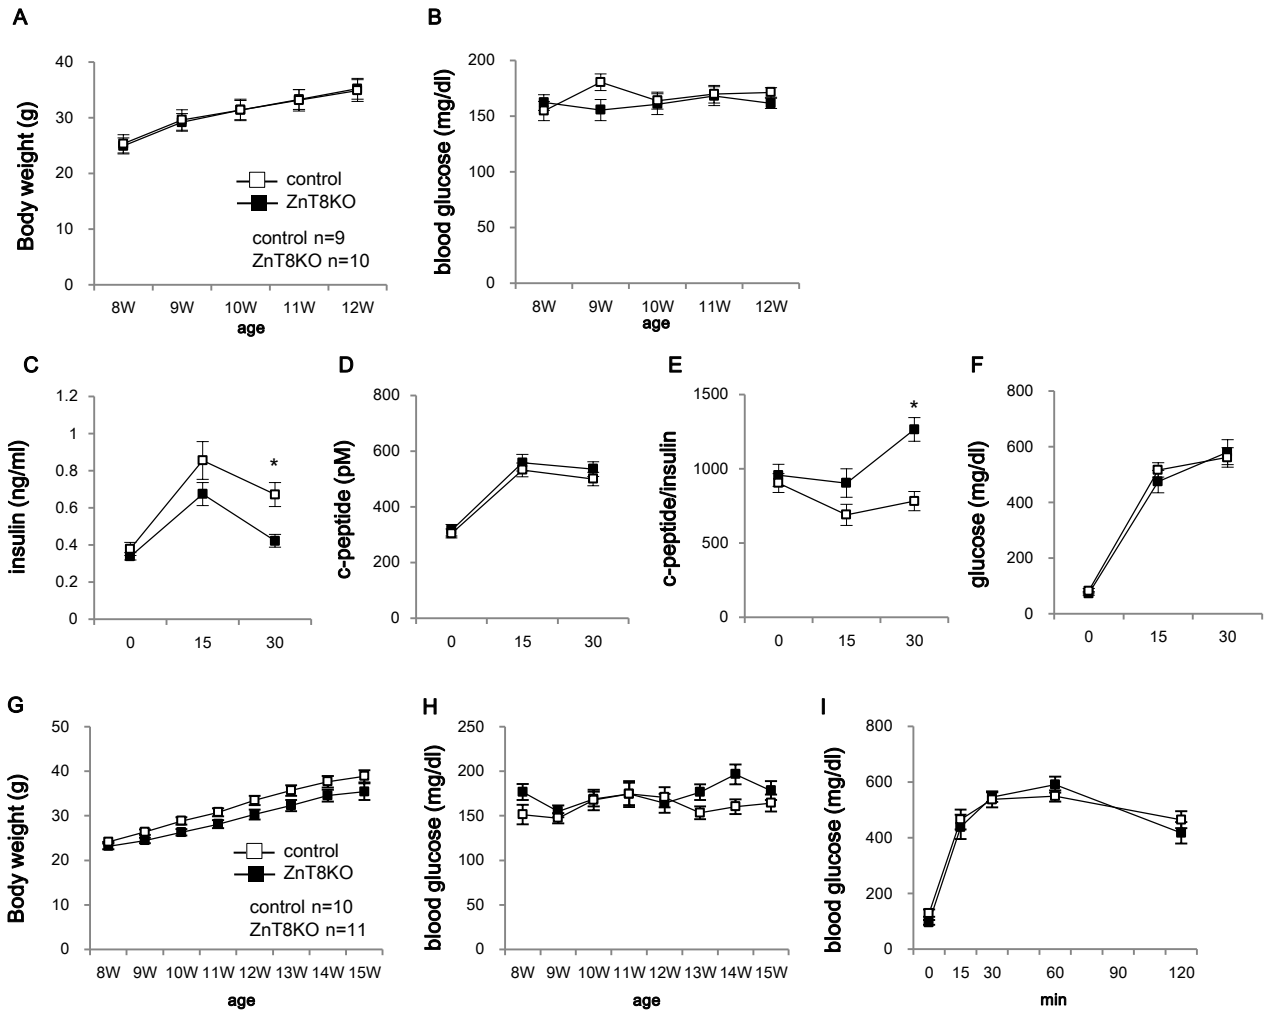 A
B
Body weight (g)
40
30
20
10
0
control
ZnT8KO
control n=9
ZnT8KO n=10
8W 9W 10W 11W 12W
age
blood glucose (mg/dl)
200
150
100
50
0
8W 9W 10W 11W 12W
age
C
D
E
F
insulin (ng/ml)
1.2
1
0.8
0.6
0.4
0.2
0
*
0 15 30
c-peptide (pM)
800
600
400
200
0
0 15 30
c-peptide/insulin
1500
1000
500
0
*
0 15 30
glucose (mg/dl)
800
600
400
200
0
0 15 30
G
H
I
Body weight (g)
50
40
30
20
10
0
control
ZnT8KO
control n=10
ZnT8KO n=11
8W 9W 10W 11W 12W 13W 14W 15W
age
blood glucose (mg/dl)
250
200
150
100
50
0
8W 9W 10W 11W 12W 13W 14W 15W
age
blood glucose (mg/dl)
800
600
400
200
0
0 15 30 60 90 120
min